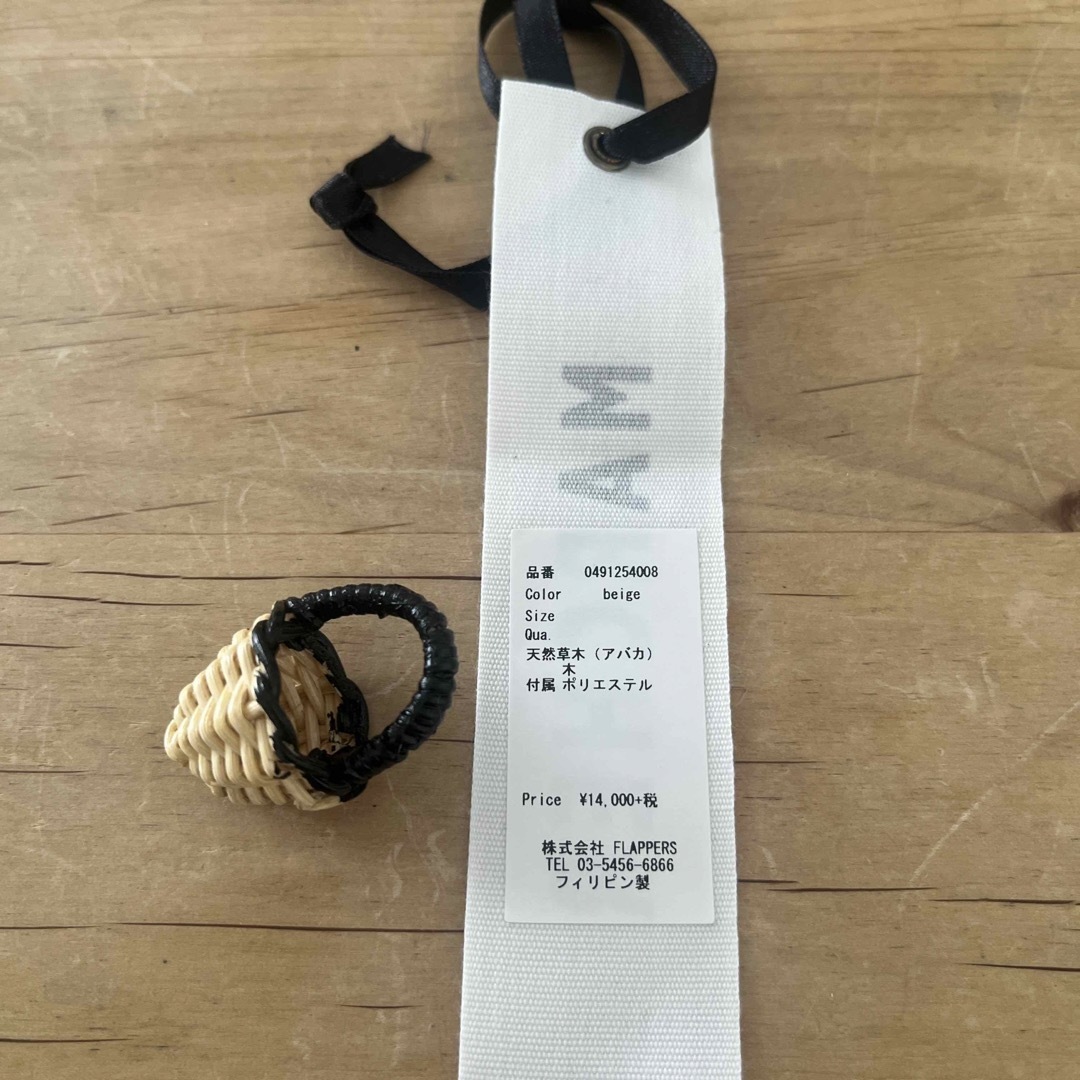 AM
品番 0491254008
Color beige
Size
Qua.
天然草木（アバカ）
木
付属 ポリエステル
Price ¥14,000+税
株式会社 FLAPPERS
TEL 03-5456-6866
フィリピン製